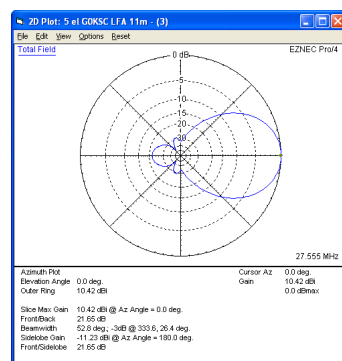 2D Plot: 5 el G0KSC LFA 11m - (3)
File Edit View Options Reset
Total Field
EZNEC Pro/4
0 dB
-5
-10
-15
-20
-30
27.555 MHz
Azimuth Plot
Cursor Az 0.0 deg.
Elevation Angle 0.0 deg.
Gain 10.42 dBi
Outer Ring 10.42 dBi
0.0 dBmax
Slice Max Gain 10.42 dBi @ Az Angle = 0.0 deg.
Front/Back 21.65 dB
Beamwidth 52.8 deg.; -3dB @ 333.6, 26.4 deg.
Sidelobe Gain -11.23 dBi @ Az Angle = 180.0 deg.
Front/Sidelobe 21.65 dB